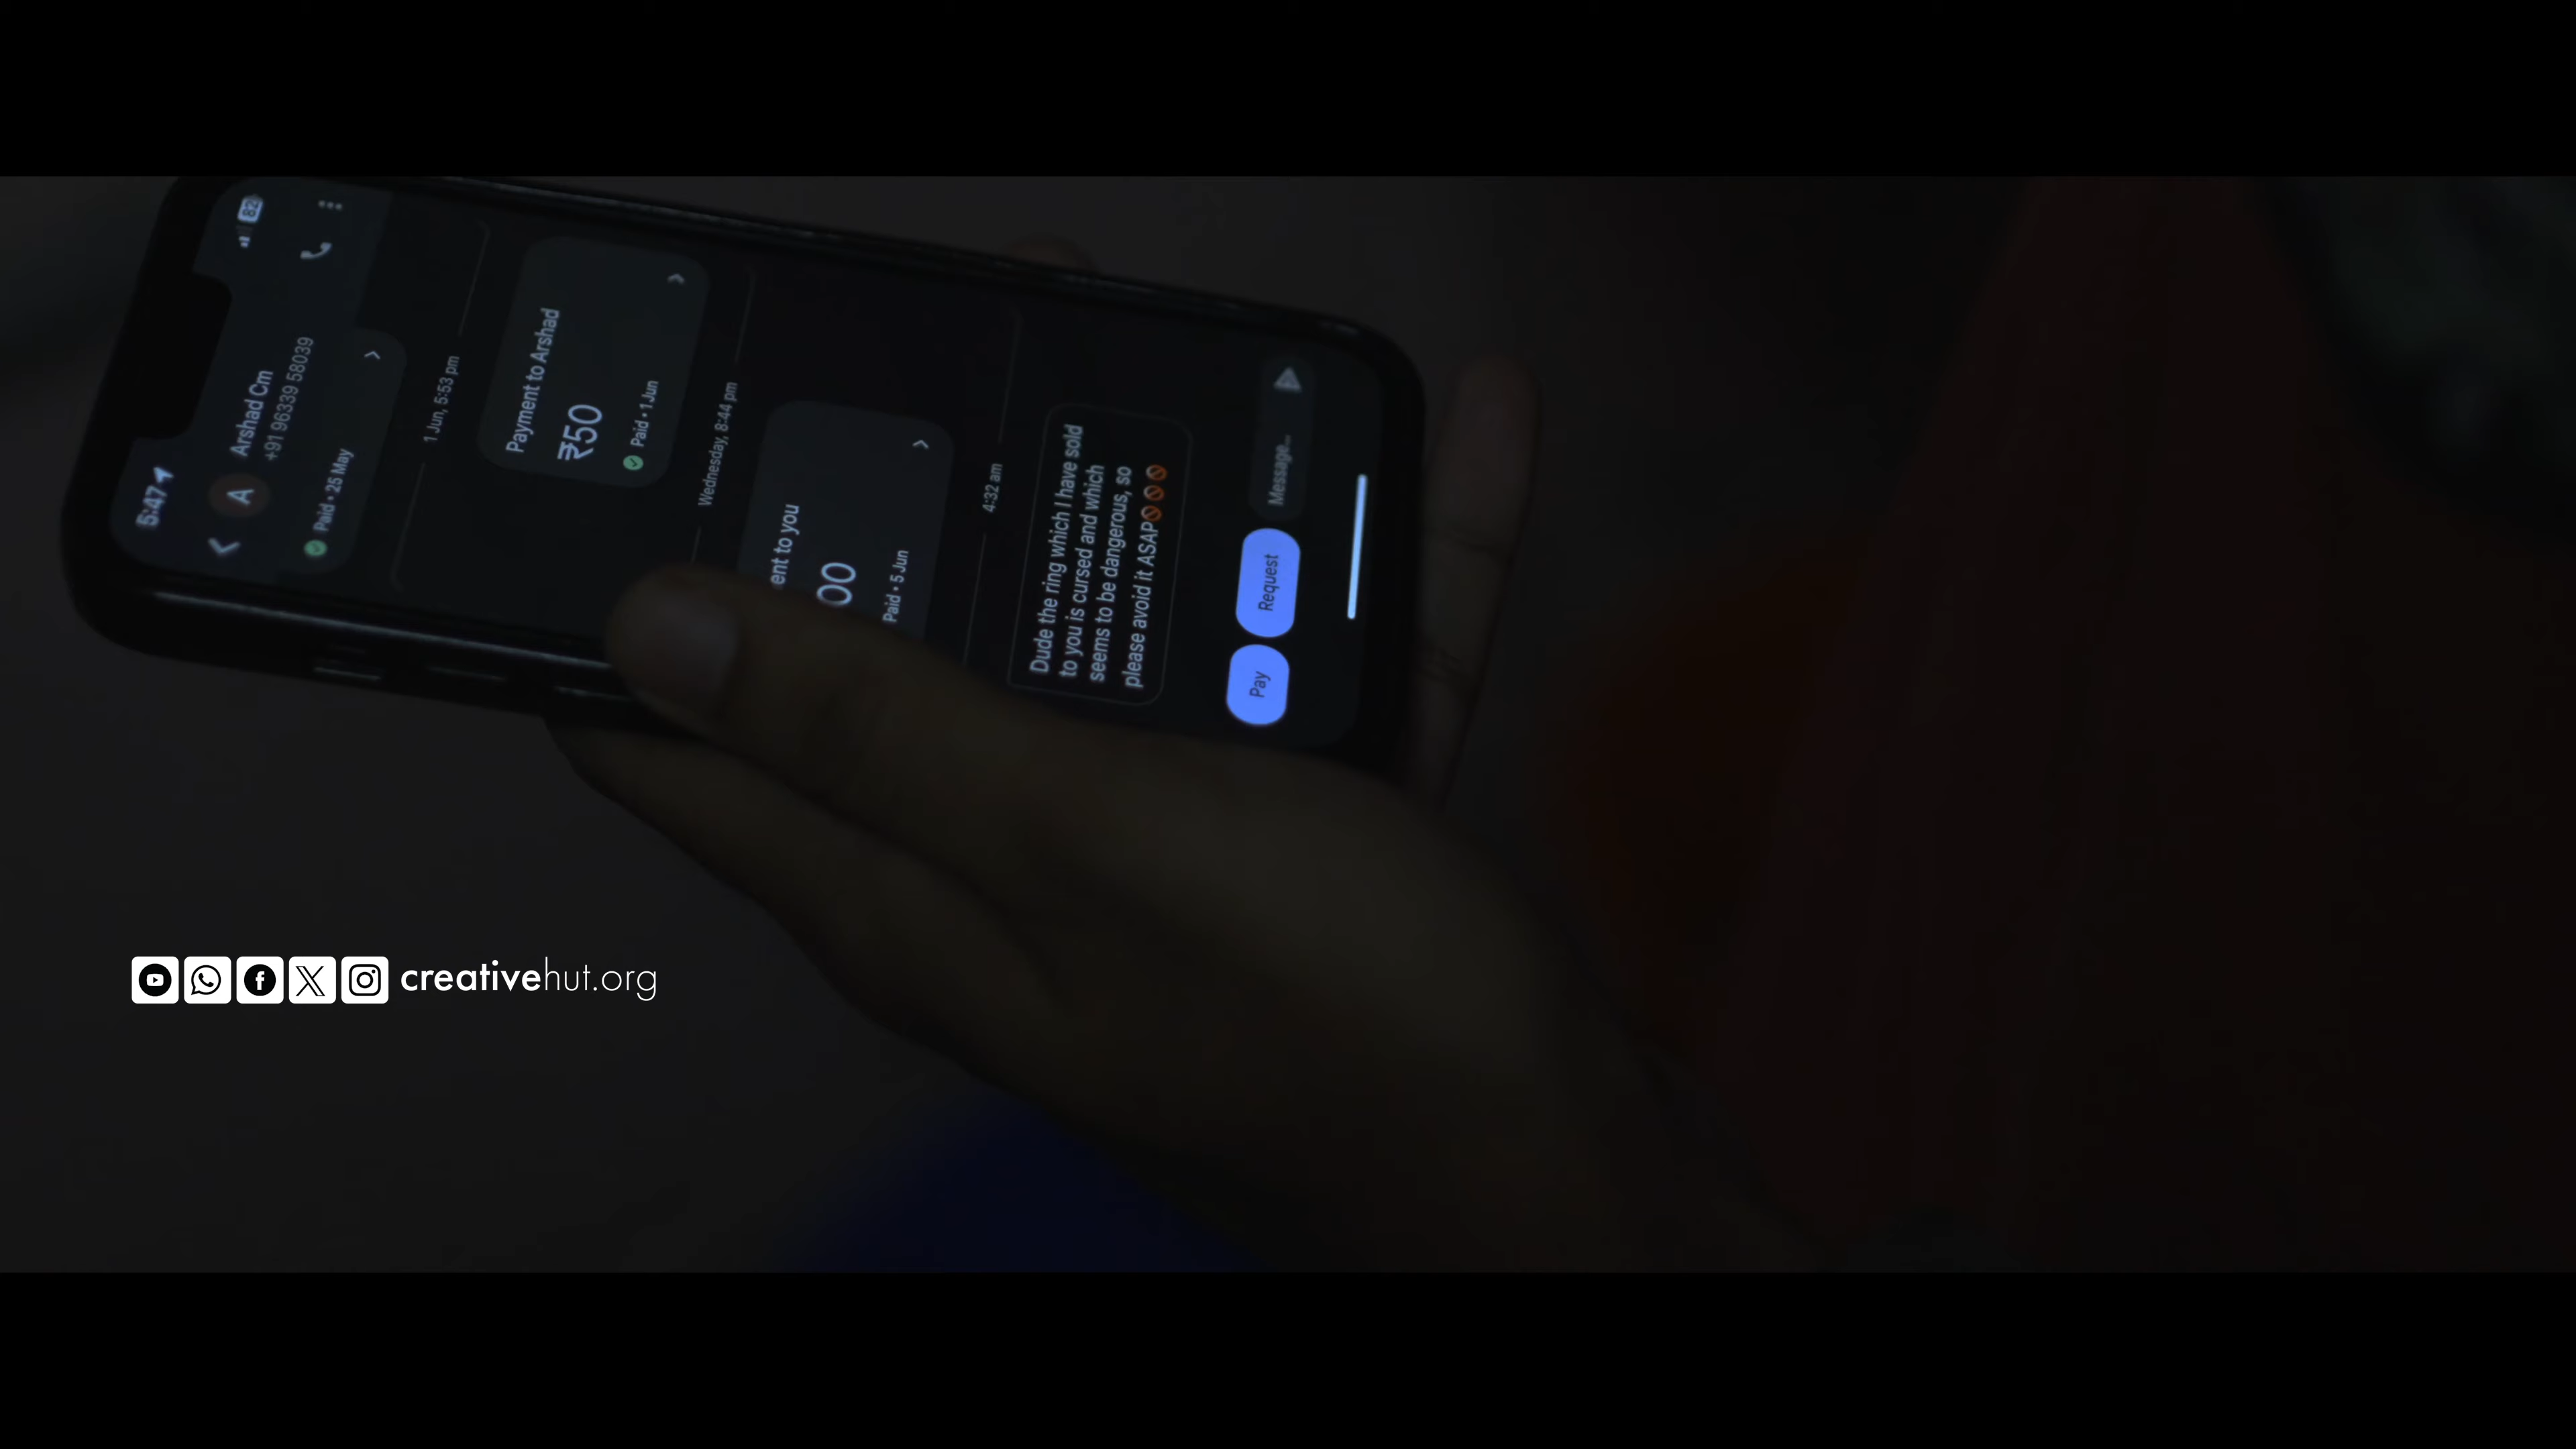 5:47
82
A
Arshad Cm
+91 96339 58039
Paid • 25 May
1 Jun, 5:53 pm
Payment to Arshad
₹50
Paid • 1 Jun
Wednesday, 8:44 pm
ent to you
00
Paid • 5 Jun
4:32 am
Dude the ring which I have sold
to you is cursed and which
seems to be dangerous, so
please avoid it ASAP🚫🚫🚫
Pay
Request
Message...
creativehut.org